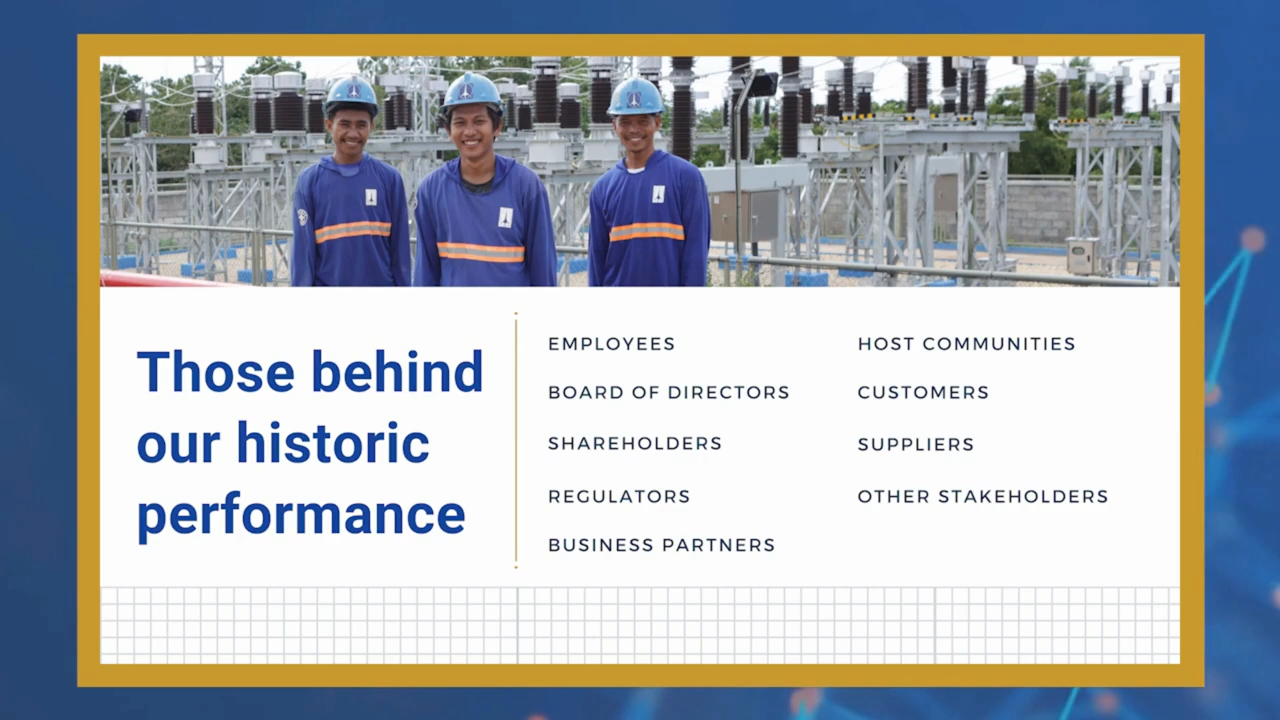 Those behind
our historic
performance
EMPLOYEES
BOARD OF DIRECTORS
SHAREHOLDERS
REGULATORS
BUSINESS PARTNERS
HOST COMMUNITIES
CUSTOMERS
SUPPLIERS
OTHER STAKEHOLDERS